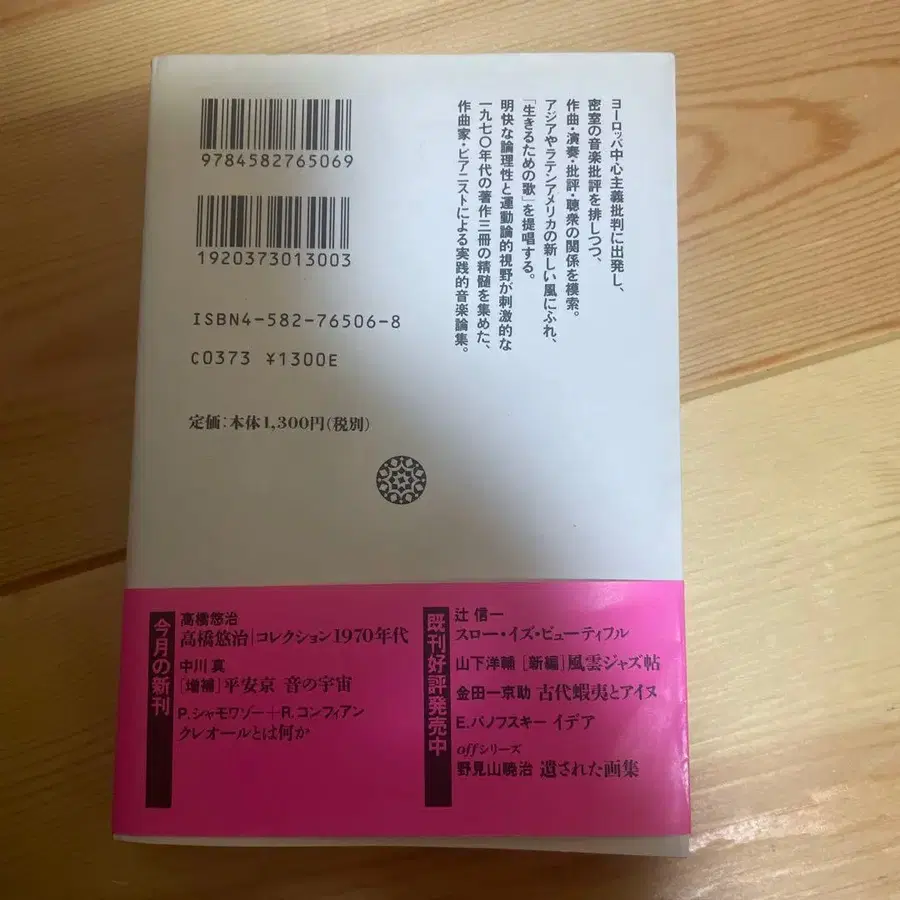 ヨーロッパ中心主義批判に出発し、
密室の音楽批評を排しつつ、
作曲・演奏・批評・聴衆の関係を模索。
アジアやラテンアメリカの新しい風にふれ、
「生きるための歌」を提唱する。
明快な論理性と運動論的視野が刺激的な
一九七〇年代の著作三冊の精髄を集めた、
作曲家・ピアニストによる実践的音楽論集。
9784582765069
1920373013003
ISBN4-582-76506-8
C0373 ¥1300E
定価:本体1,300円(税別)
今月の新刊
高橋悠治
高橋悠治|コレクション1970年代
中川 真
[増補]平安京 音の宇宙
P.シャモワゾー+R.コンフィアン
クレオールとは何か
既刊好評発売中
辻 信一
スロー・イズ・ビューティフル
山下洋輔 [新編]風雲ジャズ帖
金田一京助 古代蝦夷とアイヌ
E.パノフスキー イデア
offシリーズ
野見山暁治 遺された画集